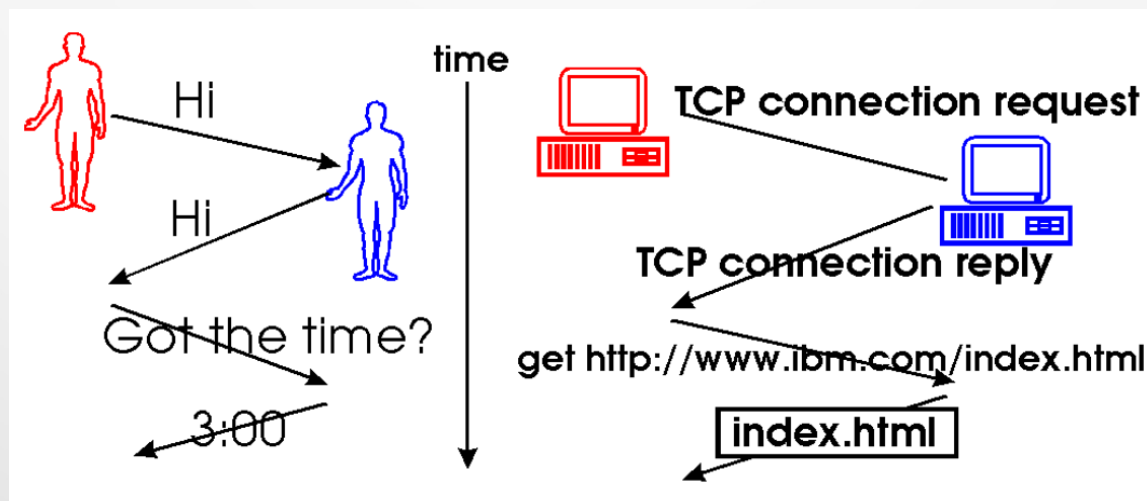 Hi
Hi
Got the time?
3:00
time
TCP connection request
TCP connection reply
get http://www.ibm.com/index.html
index.html